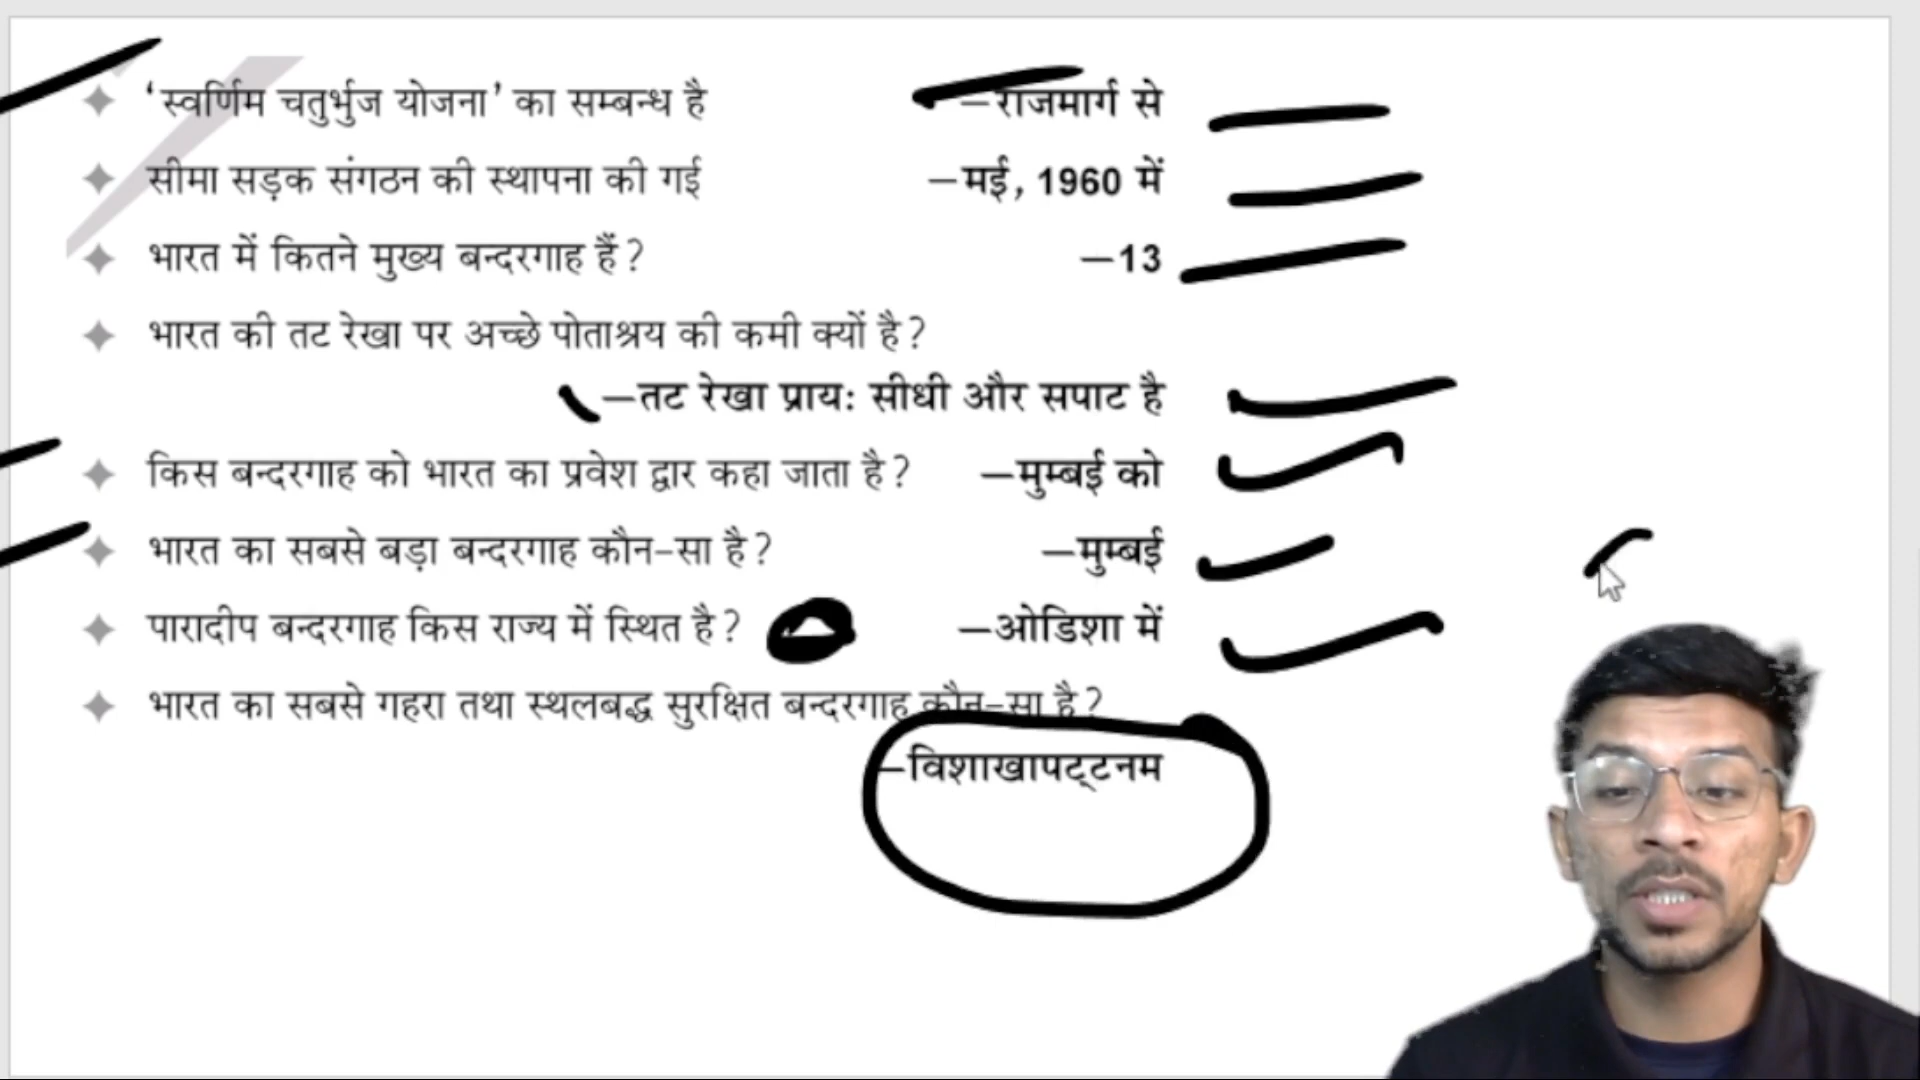 ‘स्वर्णिम चतुर्भुज योजना’ का सम्बन्ध है –राजमार्ग से
सीमा सड़क संगठन की स्थापना की गई –मई, 1960 में
भारत में कितने मुख्य बन्दरगाह हैं? –13
भारत की तट रेखा पर अच्छे पोताश्रय की कमी क्यों है?
–तट रेखा प्रायः सीधी और सपाट है
किस बन्दरगाह को भारत का प्रवेश द्वार कहा जाता है? –मुम्बई को
भारत का सबसे बड़ा बन्दरगाह कौन-सा है? –मुम्बई
पारादीप बन्दरगाह किस राज्य में स्थित है? –ओडिशा में
भारत का सबसे गहरा तथा स्थलबद्ध सुरक्षित बन्दरगाह कौन-सा है?
–विशाखापट्टनम